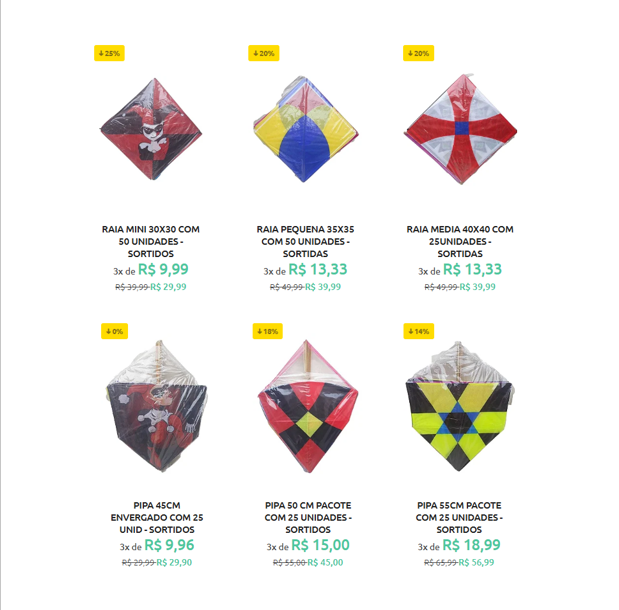 ↓25%
↓20%
↓20%
RAIA MINI 30X30 COM
50 UNIDADES -
SORTIDOS
3x de R$ 9,99
R$ 39,99 R$ 29,99
RAIA PEQUENA 35X35
COM 50 UNIDADES -
SORTIDAS
3x de R$ 13,33
R$ 49,99 R$ 39,99
RAIA MEDIA 40X40 COM
25UNIDADES -
SORTIDAS
3x de R$ 13,33
R$ 49,99 R$ 39,99
↓0%
↓18%
↓14%
PIPA 45CM
ENVERGADO COM 25
UNID - SORTIDOS
3x de R$ 9,96
R$ 29,99 R$ 29,90
PIPA 50 CM PACOTE
COM 25 UNIDADES -
SORTIDOS
3x de R$ 15,00
R$ 55,00 R$ 45,00
PIPA 55CM PACOTE
COM 25 UNIDADES -
SORTIDOS
3x de R$ 18,99
R$ 65,99 R$ 56,99